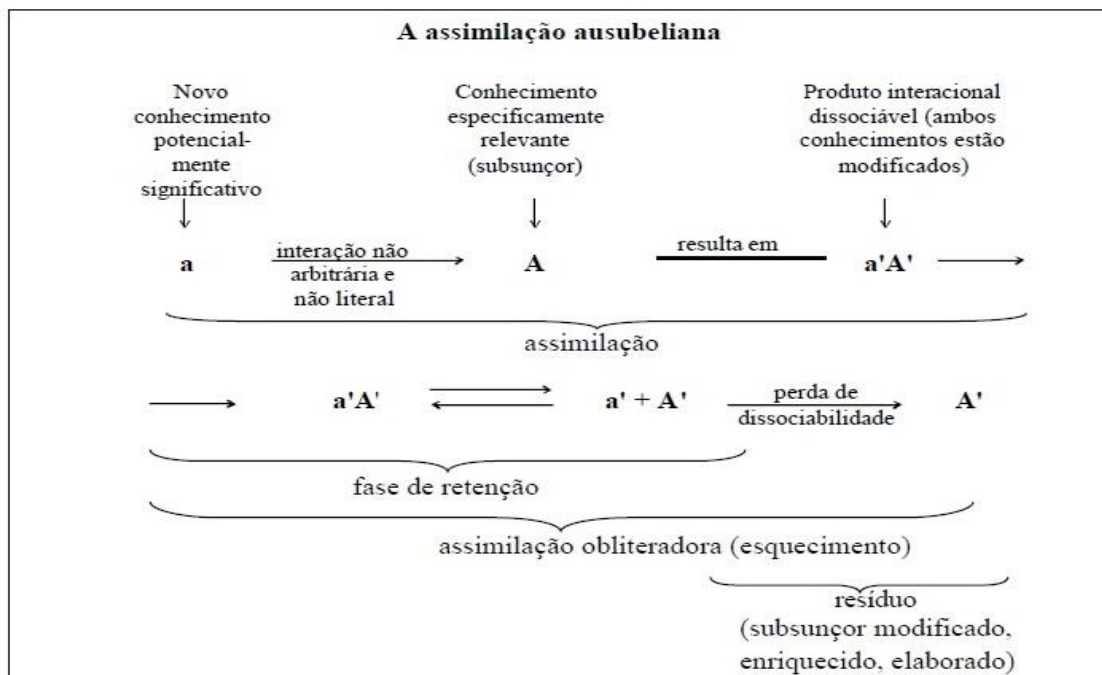 A assimilação ausubeliana
Novo
conhecimento
potencial-
mente
significativo
Conhecimento
especificamente
relevante
(subsunçor)
Produto interacional
dissociável (ambos
conhecimentos estão
modificados)
a
interação não
arbitrária e
não literal
A
resulta em
a'A'
assimilação
a'A'
a' + A'
perda de
dissociabilidade
A'
fase de retenção
assimilação obliteradora (esquecimento)
resíduo
(subsunçor modificado,
enriquecido, elaborado)